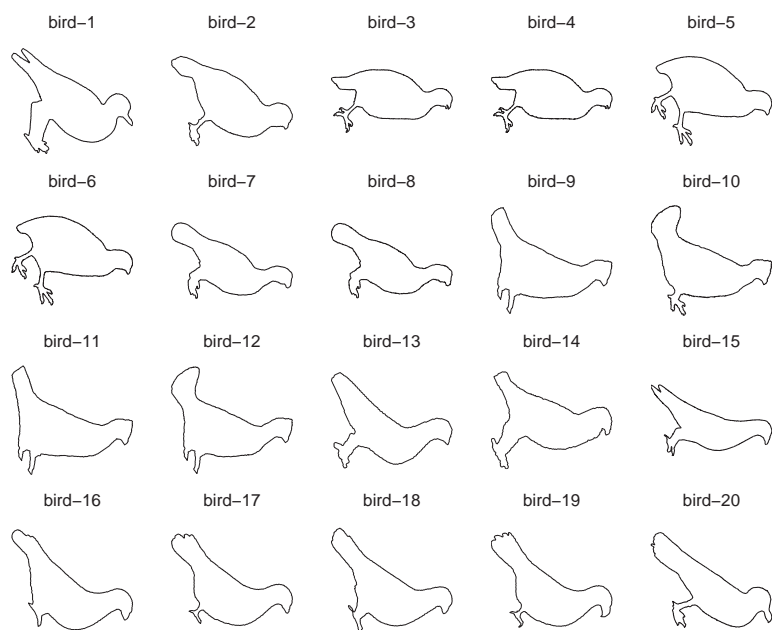 bird−1 bird−2 bird−3 bird−4 bird−5
bird−6 bird−7 bird−8 bird−9 bird−10
bird−11 bird−12 bird−13 bird−14 bird−15
bird−16 bird−17 bird−18 bird−19 bird−20